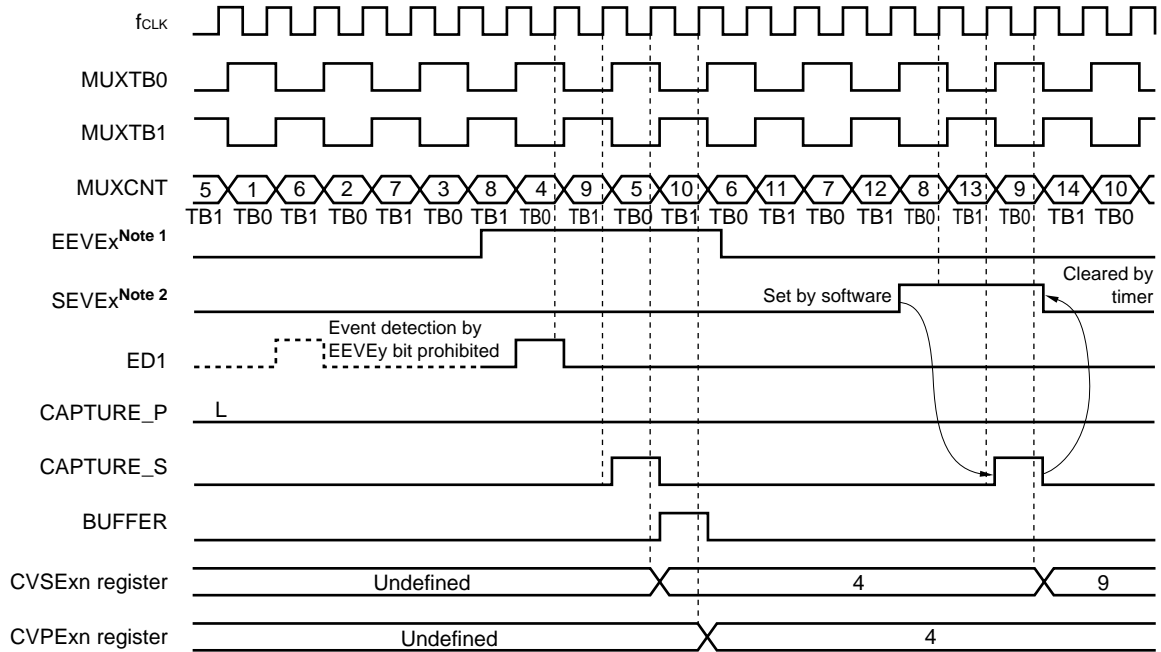 fCLK
MUXTB0
MUXTB1
MUXCNT 5 1 6 2 7 3 8 4 9 5 10 6 11 7 12 8 13 9 14 10
TB1 TB0 TB1 TB0 TB1 TB0 TB1 TB0 TB1 TB0 TB1 TB0 TB1 TB0 TB1 TB0 TB1 TB0 TB1 TB0
EEVExNote 1
SEVExNote 2
Set by software
Cleared by
timer
Event detection by
EEVEy bit prohibited
ED1
CAPTURE_P L
CAPTURE_S
BUFFER
CVSExn register Undefined 4 9
CVPExn register Undefined 4